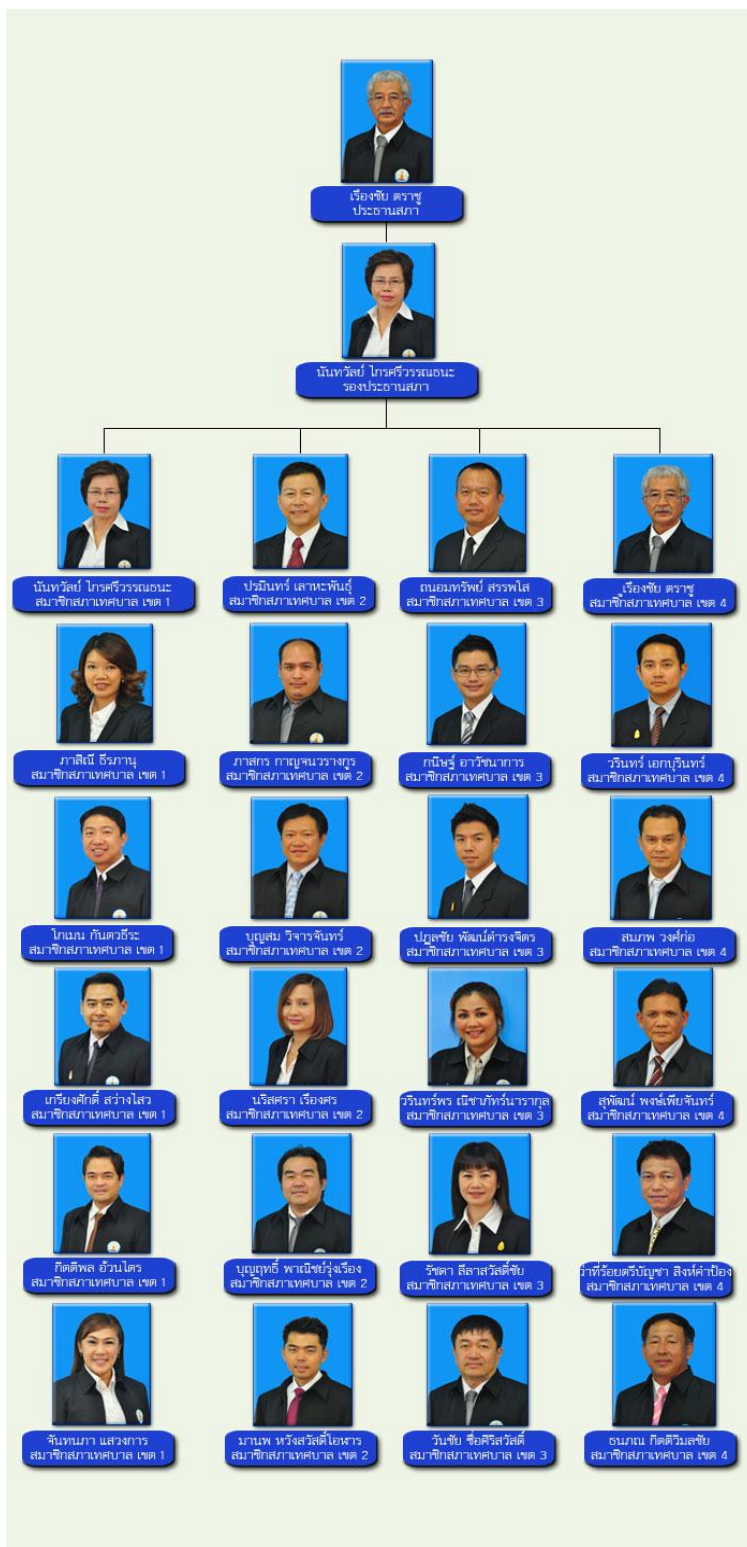 เรืองชัย ตราชู
ประธานสภา
นันทวัลย์ ไกรศรีวรรณธนะ
รองประธานสภา
นันทวัลย์ ไกรศรีวรรณธนะ
สมาชิกสภาเทศบาล เขต 1
ปรมินทร์ เลาหะพันธุ์
สมาชิกสภาเทศบาล เขต 2
ถนอมทรัพย์ สรรพโส
สมาชิกสภาเทศบาล เขต 3
เรืองชัย ตราชู
สมาชิกสภาเทศบาล เขต 4
ภาสิณี ธีรภานุ
สมาชิกสภาเทศบาล เขต 1
ภาสกร กาญจนวรางกูร
สมาชิกสภาเทศบาล เขต 2
กนิษฐ์ อาวัชนาการ
สมาชิกสภาเทศบาล เขต 3
วรินทร์ เอกบุรินทร์
สมาชิกสภาเทศบาล เขต 4
โกเมน กันตวธีระ
สมาชิกสภาเทศบาล เขต 1
บุญสม วิจารจันทร์
สมาชิกสภาเทศบาล เขต 2
ปฎลชัย พัฒน์ดำรงจิตร
สมาชิกสภาเทศบาล เขต 3
สมภพ วงศ์ก่อ
สมาชิกสภาเทศบาล เขต 4
เกรียงศักดิ์ สว่างไสว
สมาชิกสภาเทศบาล เขต 1
นริสศรา เรืองศร
สมาชิกสภาเทศบาล เขต 2
วรินทร์พร ณิชาภัทร์นารากุล
สมาชิกสภาเทศบาล เขต 3
สุพัฒน์ พงษ์เพียจันทร์
สมาชิกสภาเทศบาล เขต 4
กิตติพล อ้วนไตร
สมาชิกสภาเทศบาล เขต 1
บุญฤทธิ์ พาณิชย์รุ่งเรือง
สมาชิกสภาเทศบาล เขต 2
รัชตา ลีลาสวัสดิ์ชัย
สมาชิกสภาเทศบาล เขต 3
ว่าที่ร้อยตรีบัญชา สิงห์คำป้อง
สมาชิกสภาเทศบาล เขต 4
จันทนภา แสวงการ
สมาชิกสภาเทศบาล เขต 1
มานพ หวังสวัสดิ์โอฬาร
สมาชิกสภาเทศบาล เขต 2
วันชัย ซื่อศิริสวัสดิ์
สมาชิกสภาเทศบาล เขต 3
ธนภณ กิตติวิมลชัย
สมาชิกสภาเทศบาล เขต 4